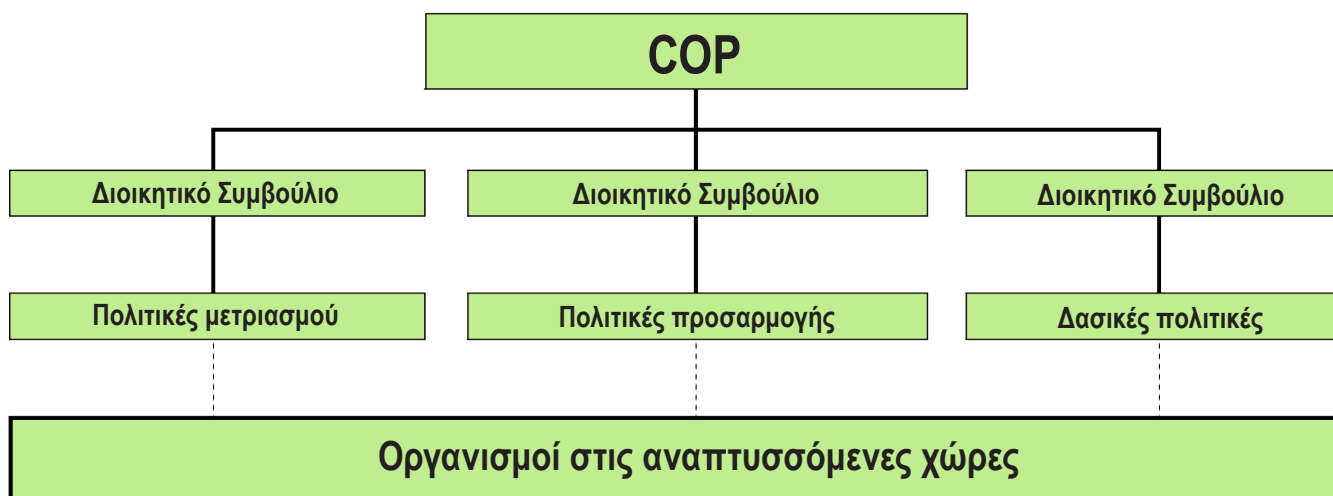 COP
Διοικητικό Συμβούλιο
Διοικητικό Συμβούλιο
Διοικητικό Συμβούλιο
Πολιτικές μετριασμού
Πολιτικές προσαρμογής
Δασικές πολιτικές
Οργανισμοί στις αναπτυσσόμενες χώρες